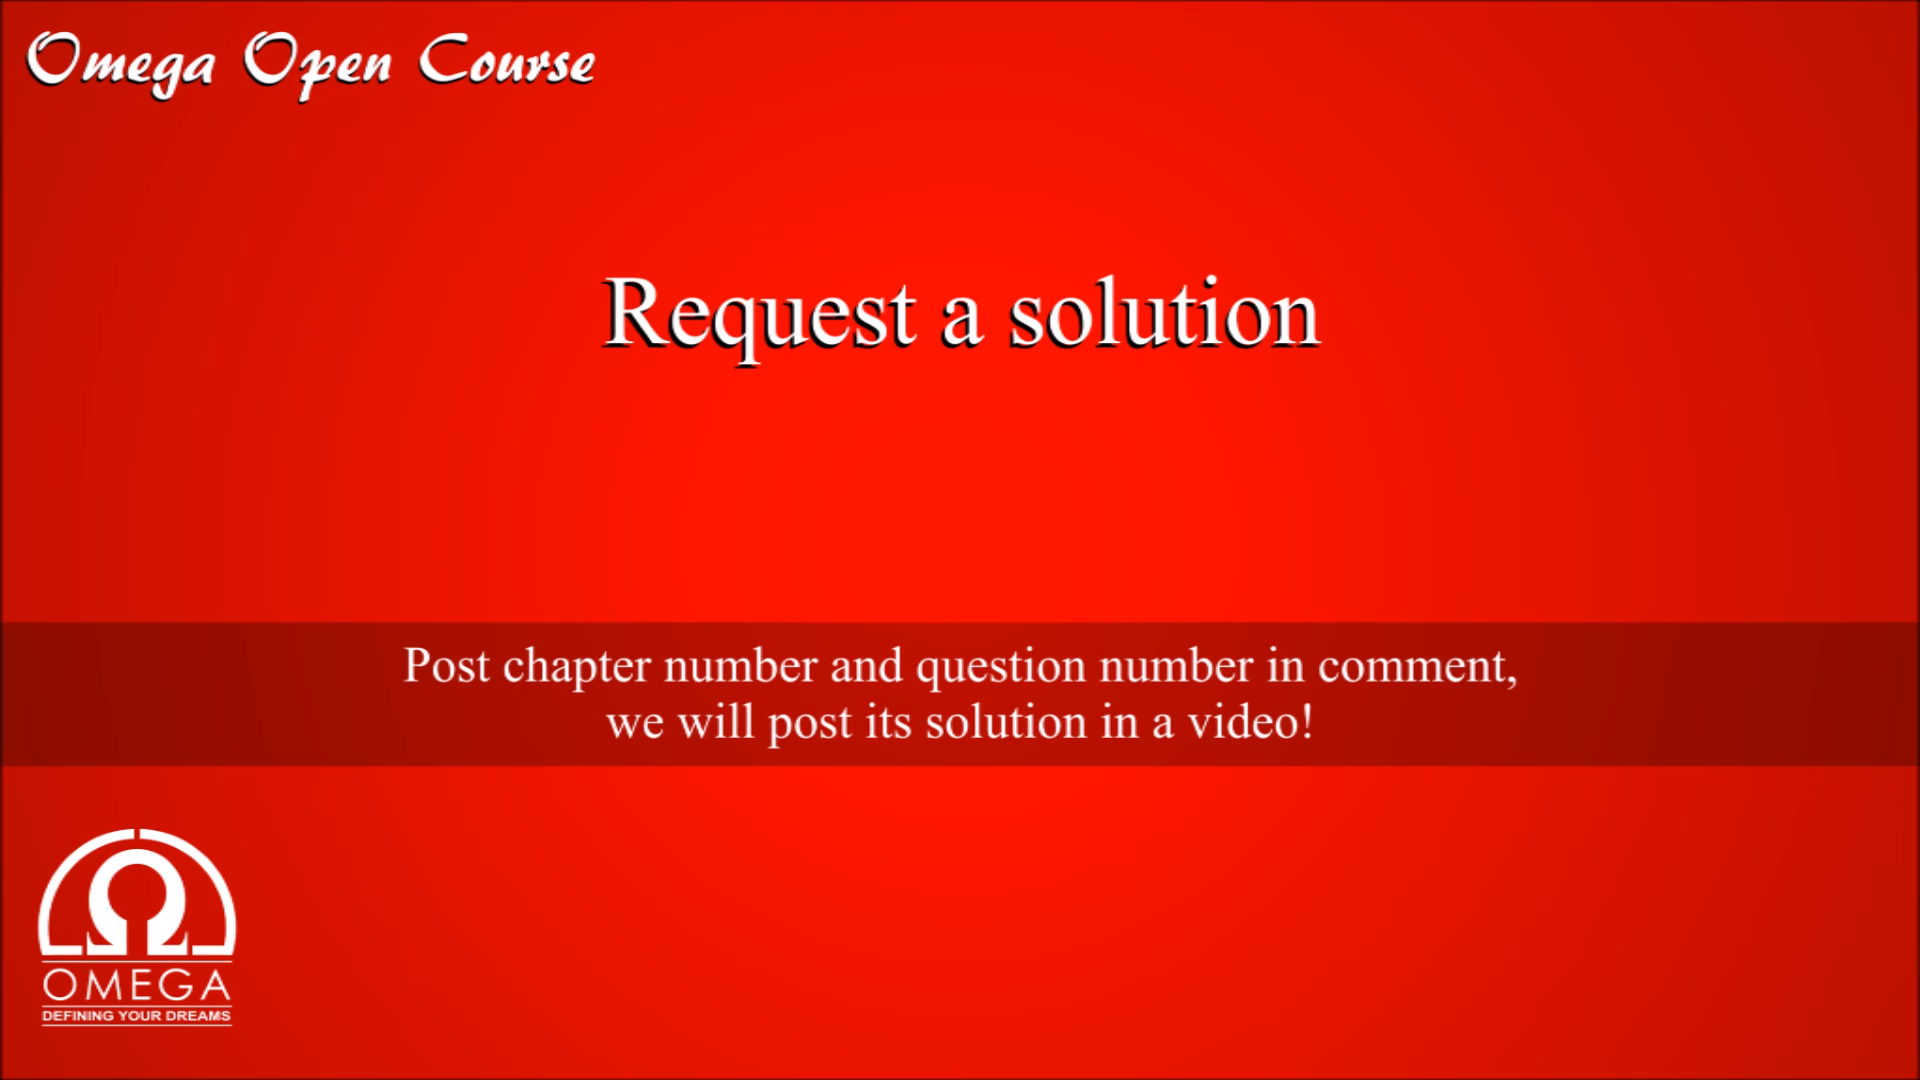 Omega Open Course
Request a solution
Post chapter number and question number in comment,
we will post its solution in a video!
Ω
OMEGA
DEFINING YOUR DREAMS